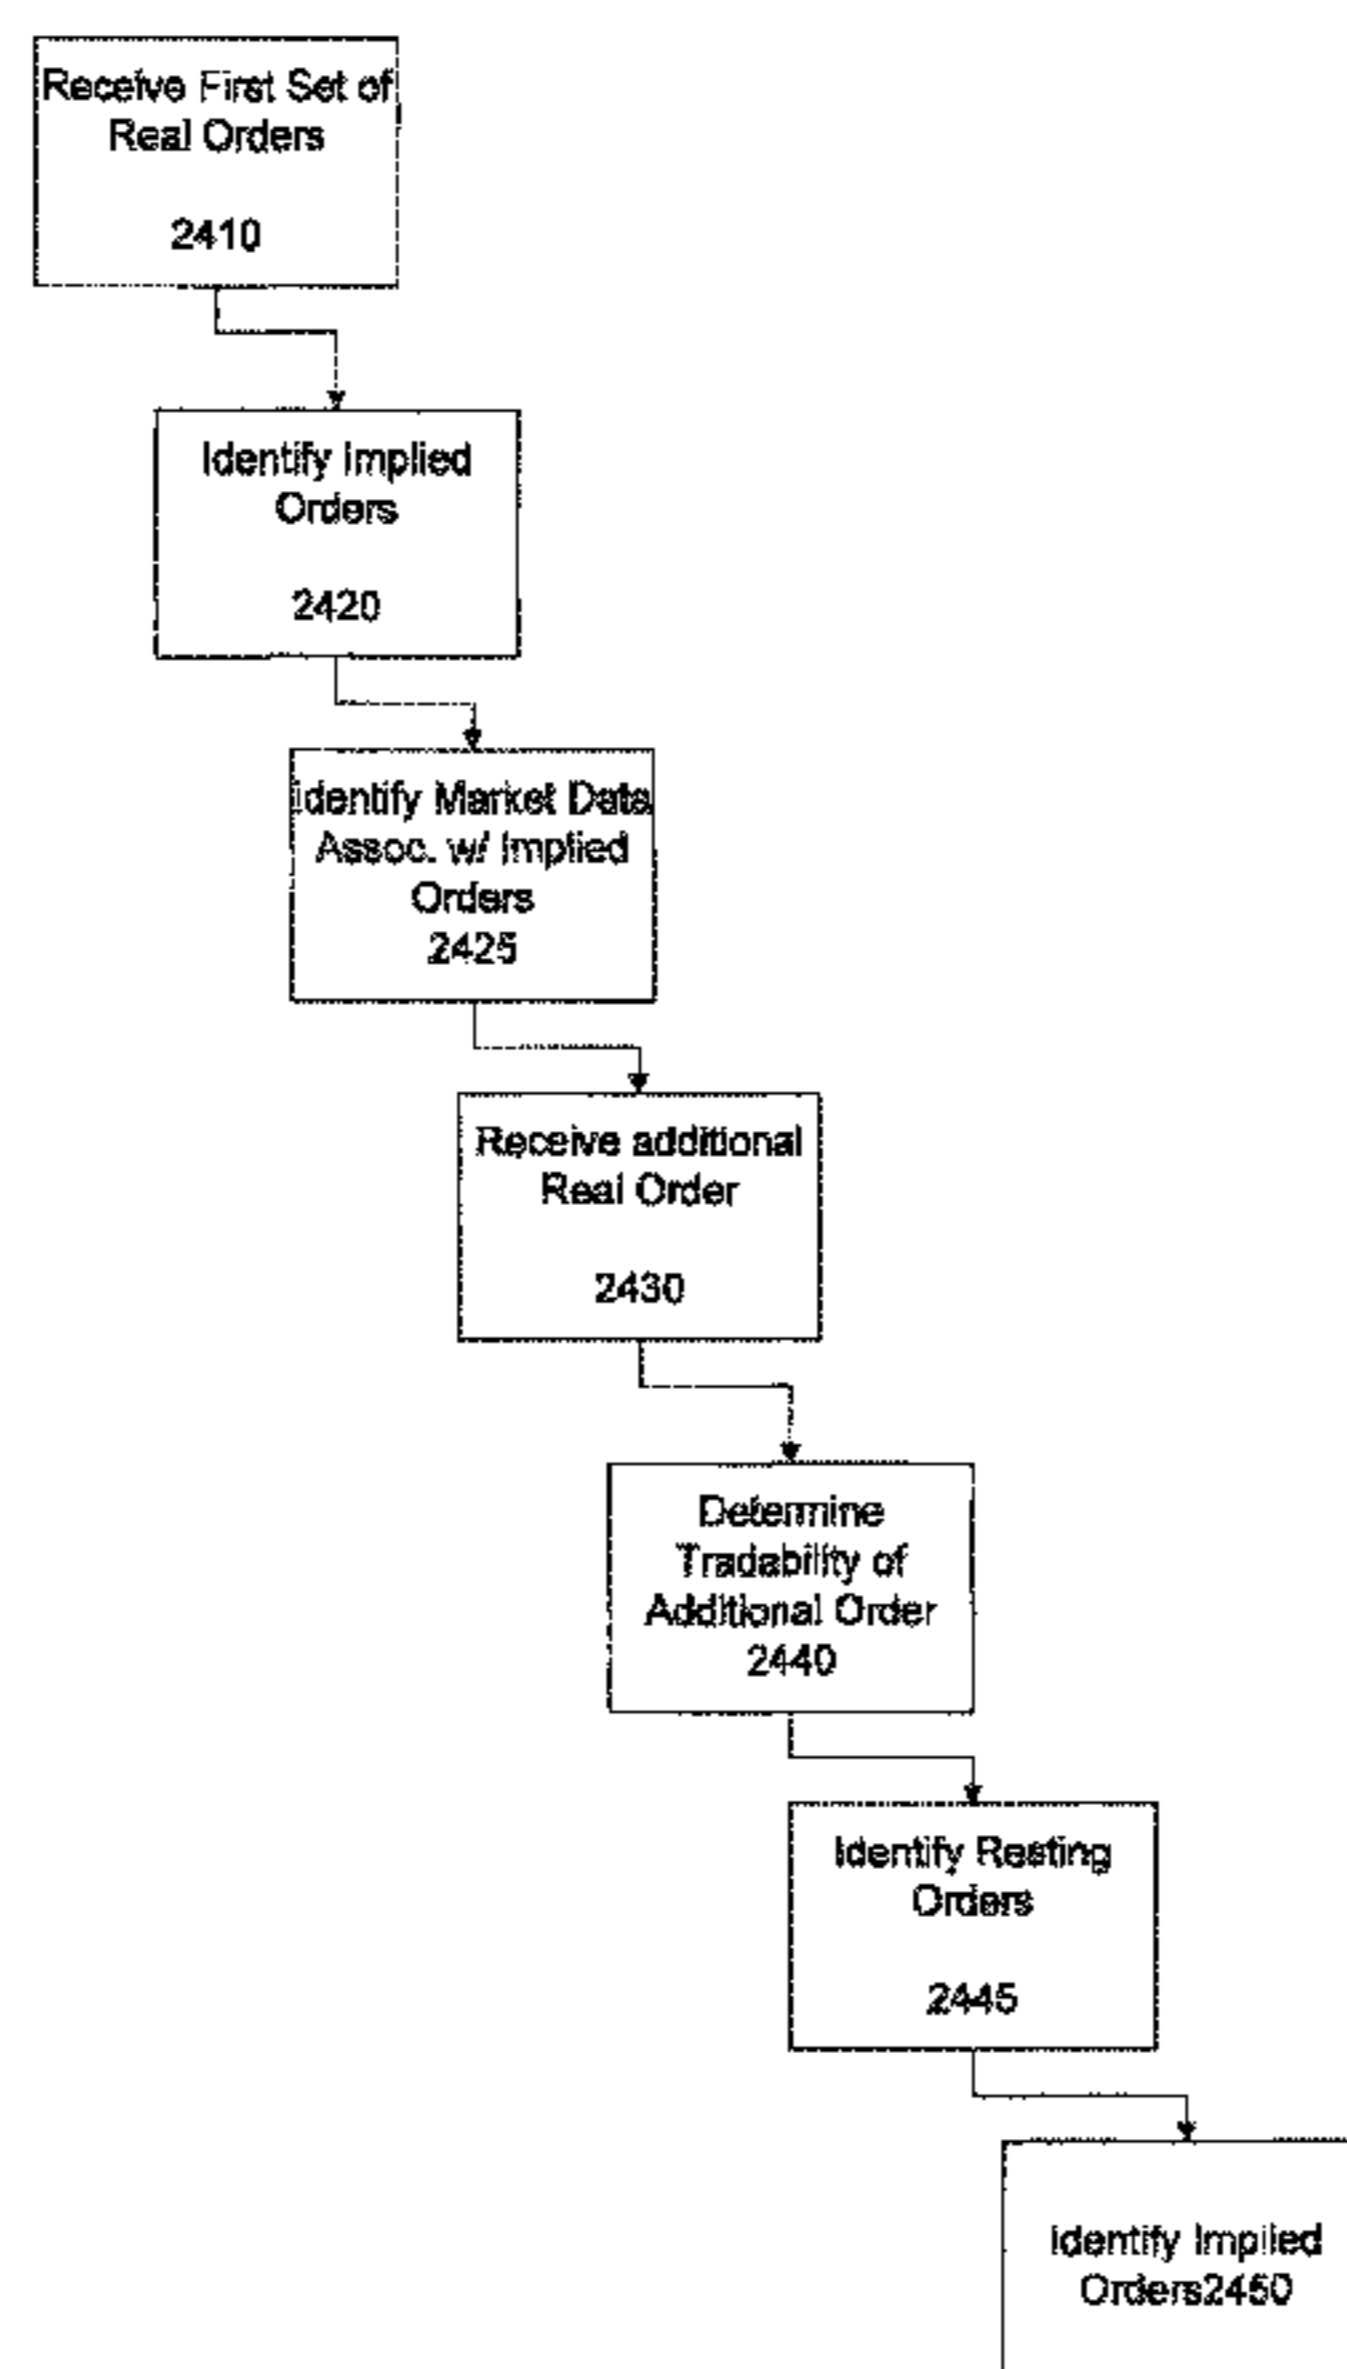 Receive First Set of
Real Orders
2410
Identify Implied
Orders
2420
Identify Market Data
Assoc. w/ Implied
Orders
2425
Receive additional
Real Order
2430
Determine
Tradability of
Additional Order
2440
Identify Resting
Orders
2445
Identify Implied
Orders2450